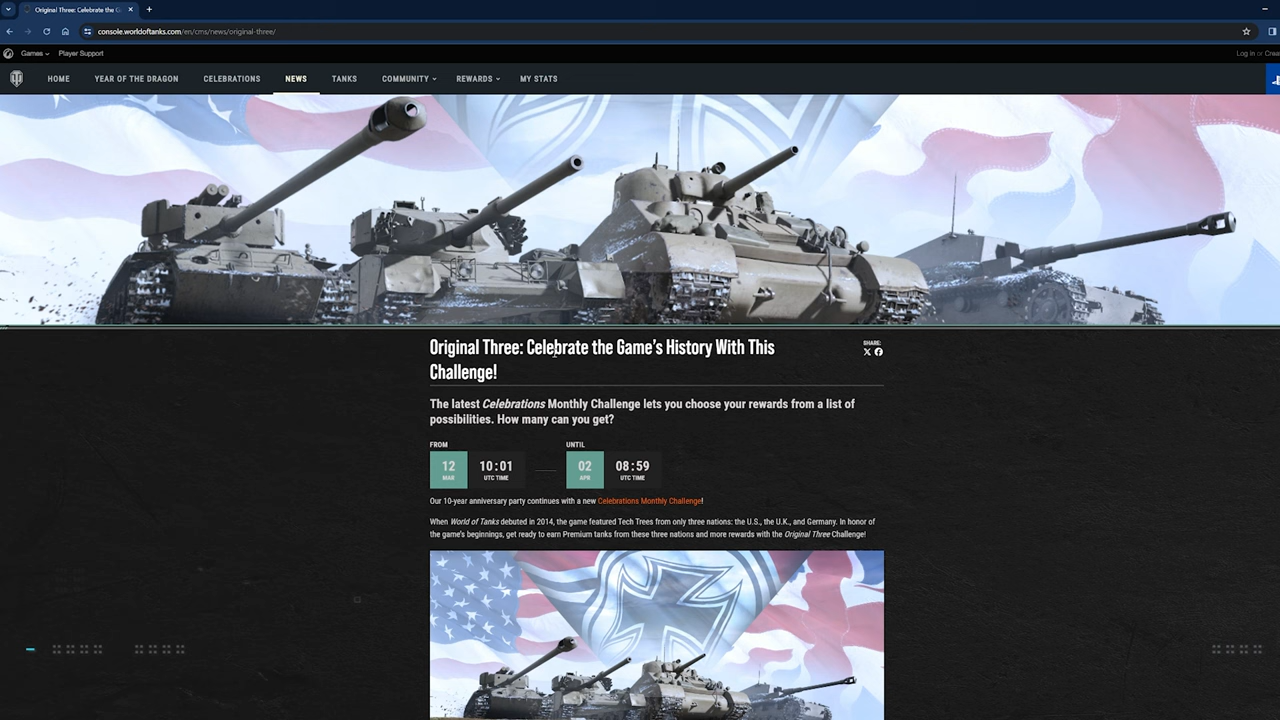 Original Three: Celebrate the G
console.worldoftanks.com/en/cms/news/original-three/
Games
Player Support
Log in or Crea
HOME
YEAR OF THE DRAGON
CELEBRATIONS
NEWS
TANKS
COMMUNITY
REWARDS
MY STATS
Original Three: Celebrate the Game's History With This
Challenge!
SHARE:
The latest Celebrations Monthly Challenge lets you choose your rewards from a list of
possibilities. How many can you get?
FROM
UNTIL
12
MAR
10:01
UTC TIME
02
APR
08:59
UTC TIME
Our 10-year anniversary party continues with a new Celebrations Monthly Challenge!
When World of Tanks debuted in 2014, the game featured Tech Trees from only three nations: the U.S., the U.K., and Germany. In honor of
the game's beginnings, get ready to earn Premium tanks from these three nations and more rewards with the Original Three Challenge!